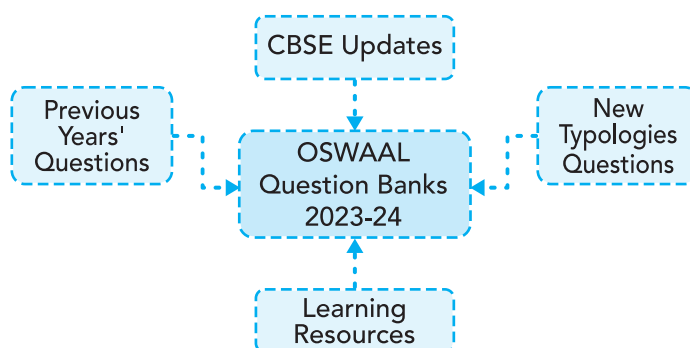 CBSE Updates
Previous
Years'
Questions
OSWAAL
Question Banks
2023-24
New
Typologies
Questions
Learning
Resources